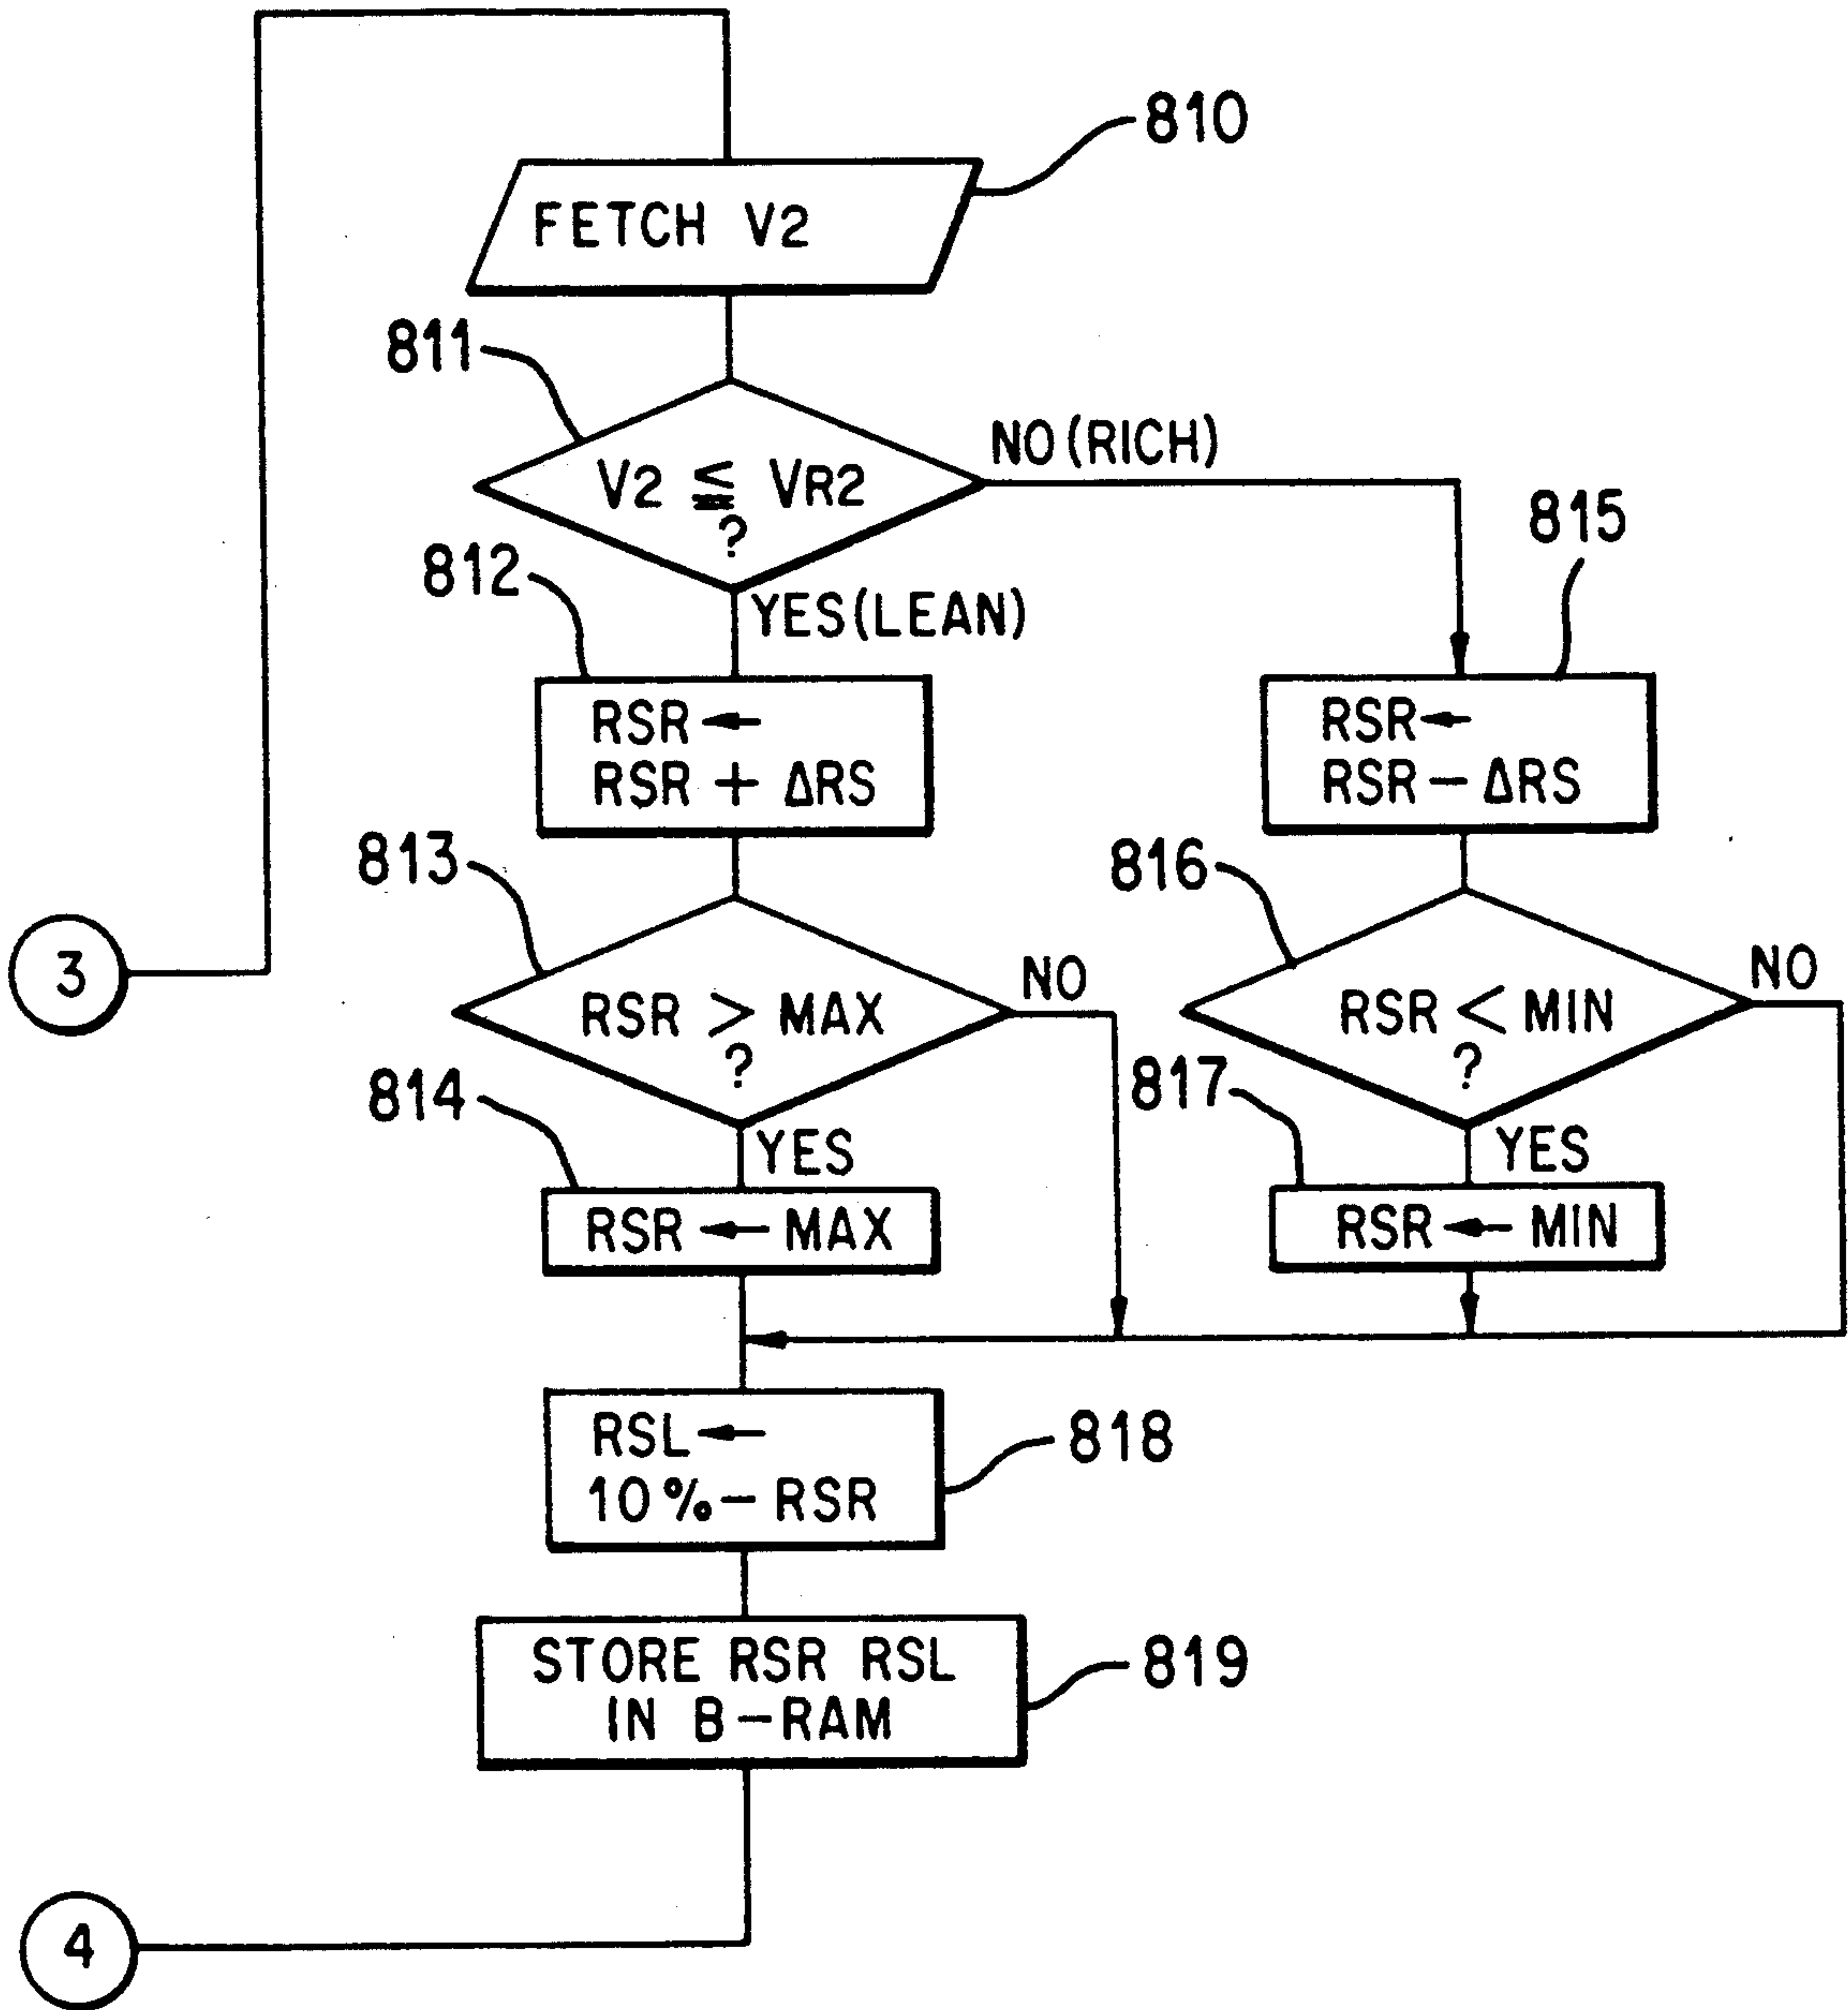 810
FETCH V2
811
V2 ≦ VR2
?
NO(RICH)
815
812
YES(LEAN)
RSR←
RSR + ΔRS
RSR←
RSR − ΔRS
813
816
3
RSR > MAX
?
NO
RSR < MIN
?
NO
814
817
YES
YES
RSR ← MAX
RSR ← MIN
RSL←
10%−RSR
818
STORE RSR RSL
IN B−RAM
819
4